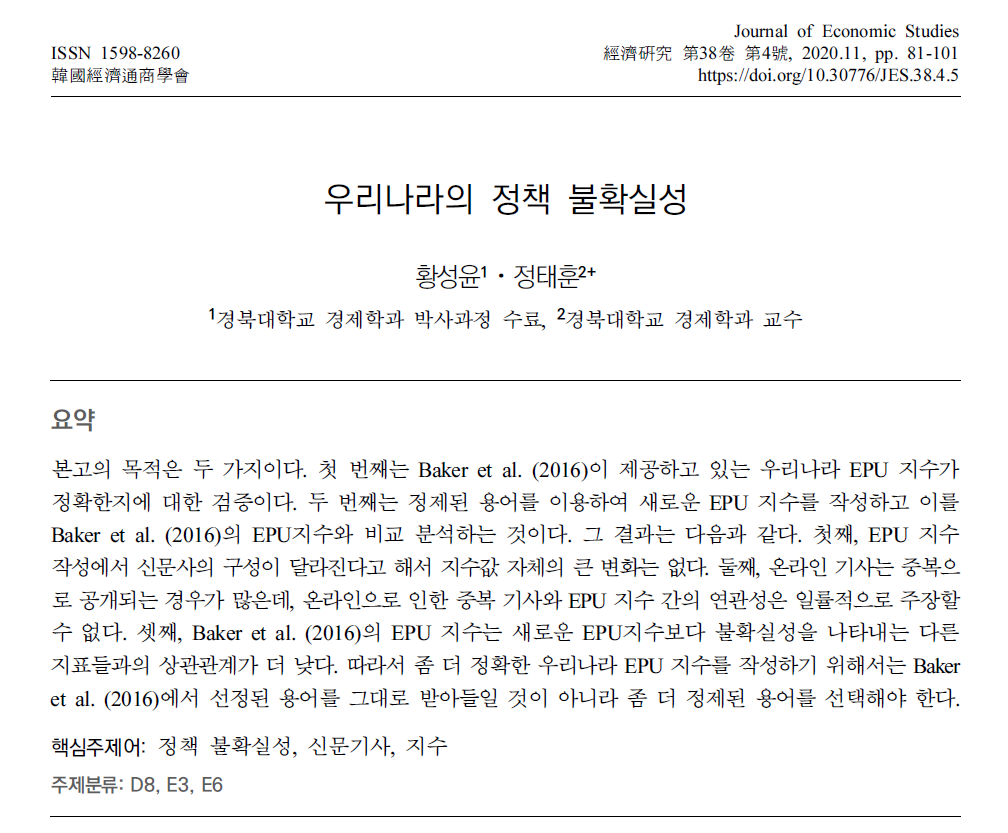 Journal of Economic Studies
ISSN 1598-8260
經濟硏究 第38卷 第4號, 2020.11, pp. 81-101
韓國經濟通商學會
https://doi.org/10.30776/JES.38.4.5
우리나라의 정책 불확실성
황성윤1・정태훈2+
1경북대학교 경제학과 박사과정 수료, 2경북대학교 경제학과 교수
요약
본고의 목적은 두 가지이다. 첫 번째는 Baker et al. (2016)이 제공하고 있는 우리나라 EPU 지수가
정확한지에 대한 검증이다. 두 번째는 정제된 용어를 이용하여 새로운 EPU 지수를 작성하고 이를
Baker et al. (2016)의 EPU지수와 비교 분석하는 것이다. 그 결과는 다음과 같다. 첫째, EPU 지수
작성에서 신문사의 구성이 달라진다고 해서 지수값 자체의 큰 변화는 없다. 둘째, 온라인 기사는 중복으
로 공개되는 경우가 많은데, 온라인으로 인한 중복 기사와 EPU 지수 간의 연관성은 일률적으로 주장할
수 없다. 셋째, Baker et al. (2016)의 EPU 지수는 새로운 EPU지수보다 불확실성을 나타내는 다른
지표들과의 상관관계가 더 낮다. 따라서 좀 더 정확한 우리나라 EPU 지수를 작성하기 위해서는 Baker
et al. (2016)에서 선정된 용어를 그대로 받아들일 것이 아니라 좀 더 정제된 용어를 선택해야 한다.
핵심주제어: 정책 불확실성, 신문기사, 지수
주제분류: D8, E3, E6